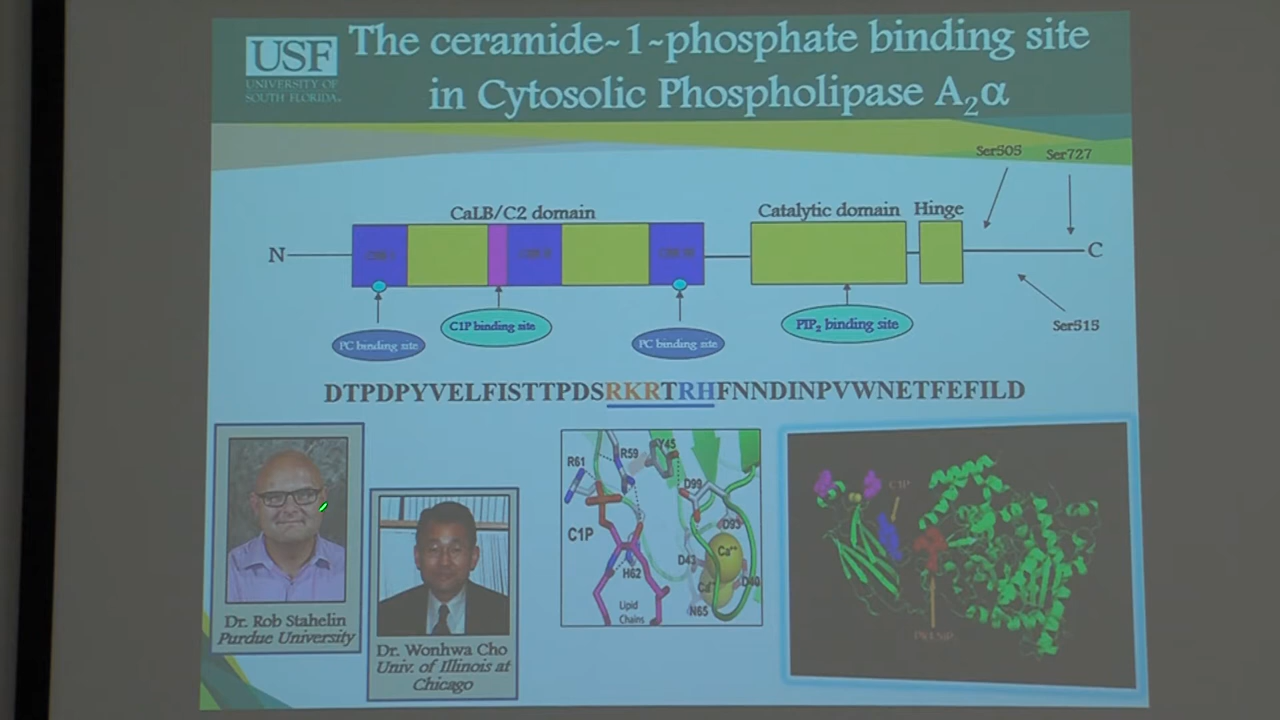 USF
UNIVERSITY OF
SOUTH FLORIDA
The ceramide-1-phosphate binding site
in Cytosolic Phospholipase A₂α
Ser505 Ser727
CaLB/C2 domain Catalytic domain Hinge
N C
PC binding site C1P binding site PC binding site PIP₂ binding site Ser515
DTPDPYVELFISTTPDSRKRTRHFNNDINPVWNETFEFILD
Dr. Rob Stahelin
Purdue University
Dr. Wonhwa Cho
Univ. of Illinois at
Chicago
Y45
R61 R59
D99
C1P
D93
Ca⁺⁺
D43
H62
D40
Ca
N65
Lipid
Chains
C1P